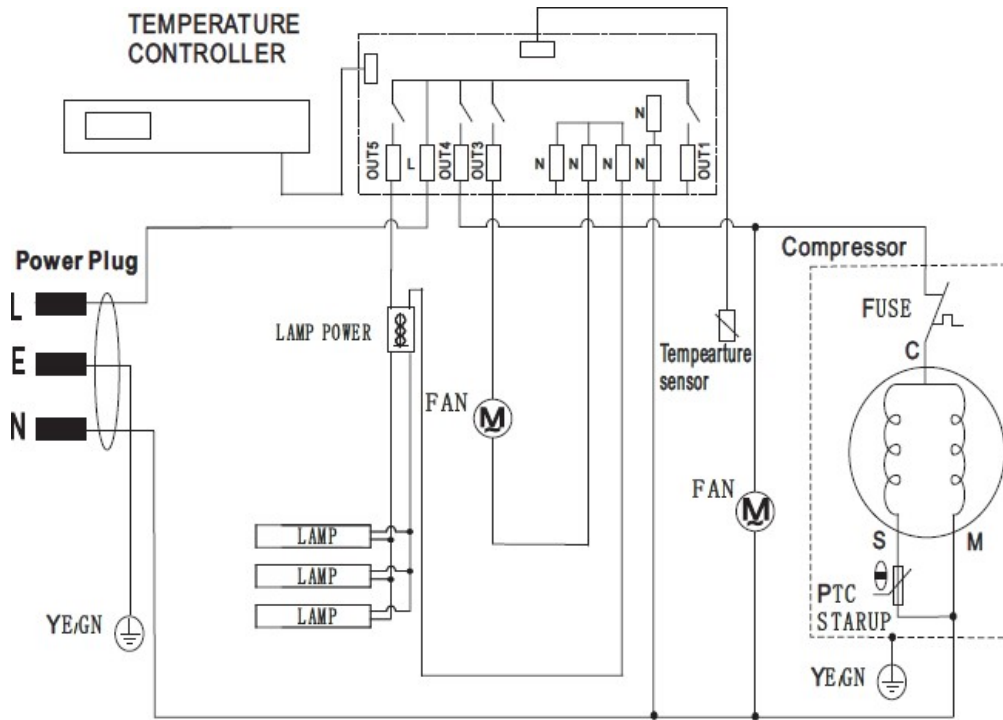 TEMPERATURE
CONTROLLER
OUT5
L
OUT4
OUT3
N
N
N
N
N
OUT1
Power Plug
L
E
N
YE/GN
LAMP POWER
FAN
M
LAMP
LAMP
LAMP
Tempearture
sensor
FAN
M
Compressor
FUSE
C
S
M
PTC
STARUP
YE/GN